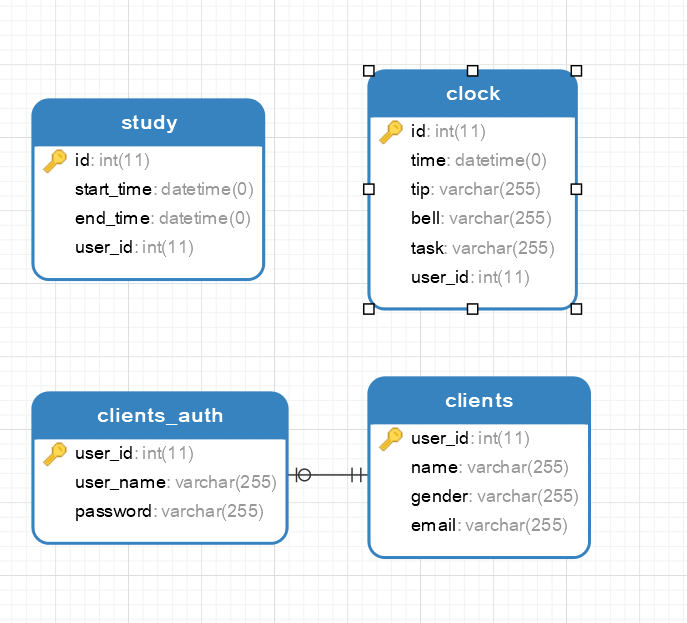 study
id: int(11)
start_time: datetime(0)
end_time: datetime(0)
user_id: int(11)
clock
id: int(11)
time: datetime(0)
tip: varchar(255)
bell: varchar(255)
task: varchar(255)
user_id: int(11)
clients_auth
user_id: int(11)
user_name: varchar(255)
password: varchar(255)
clients
user_id: int(11)
name: varchar(255)
gender: varchar(255)
email: varchar(255)